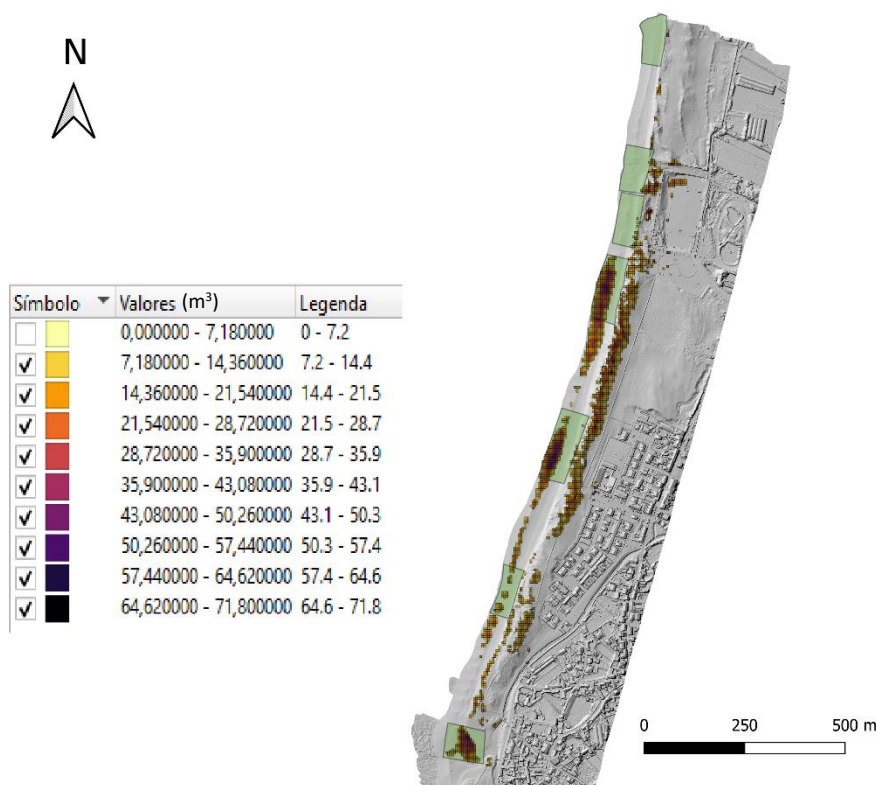 N
Símbolo Valores (m³) Legenda
0,000000 - 7,180000 0 - 7.2
7,180000 - 14,360000 7.2 - 14.4
14,360000 - 21,540000 14.4 - 21.5
21,540000 - 28,720000 21.5 - 28.7
28,720000 - 35,900000 28.7 - 35.9
35,900000 - 43,080000 35.9 - 43.1
43,080000 - 50,260000 43.1 - 50.3
50,260000 - 57,440000 50.3 - 57.4
57,440000 - 64,620000 57.4 - 64.6
64,620000 - 71,800000 64.6 - 71.8
0 250 500 m